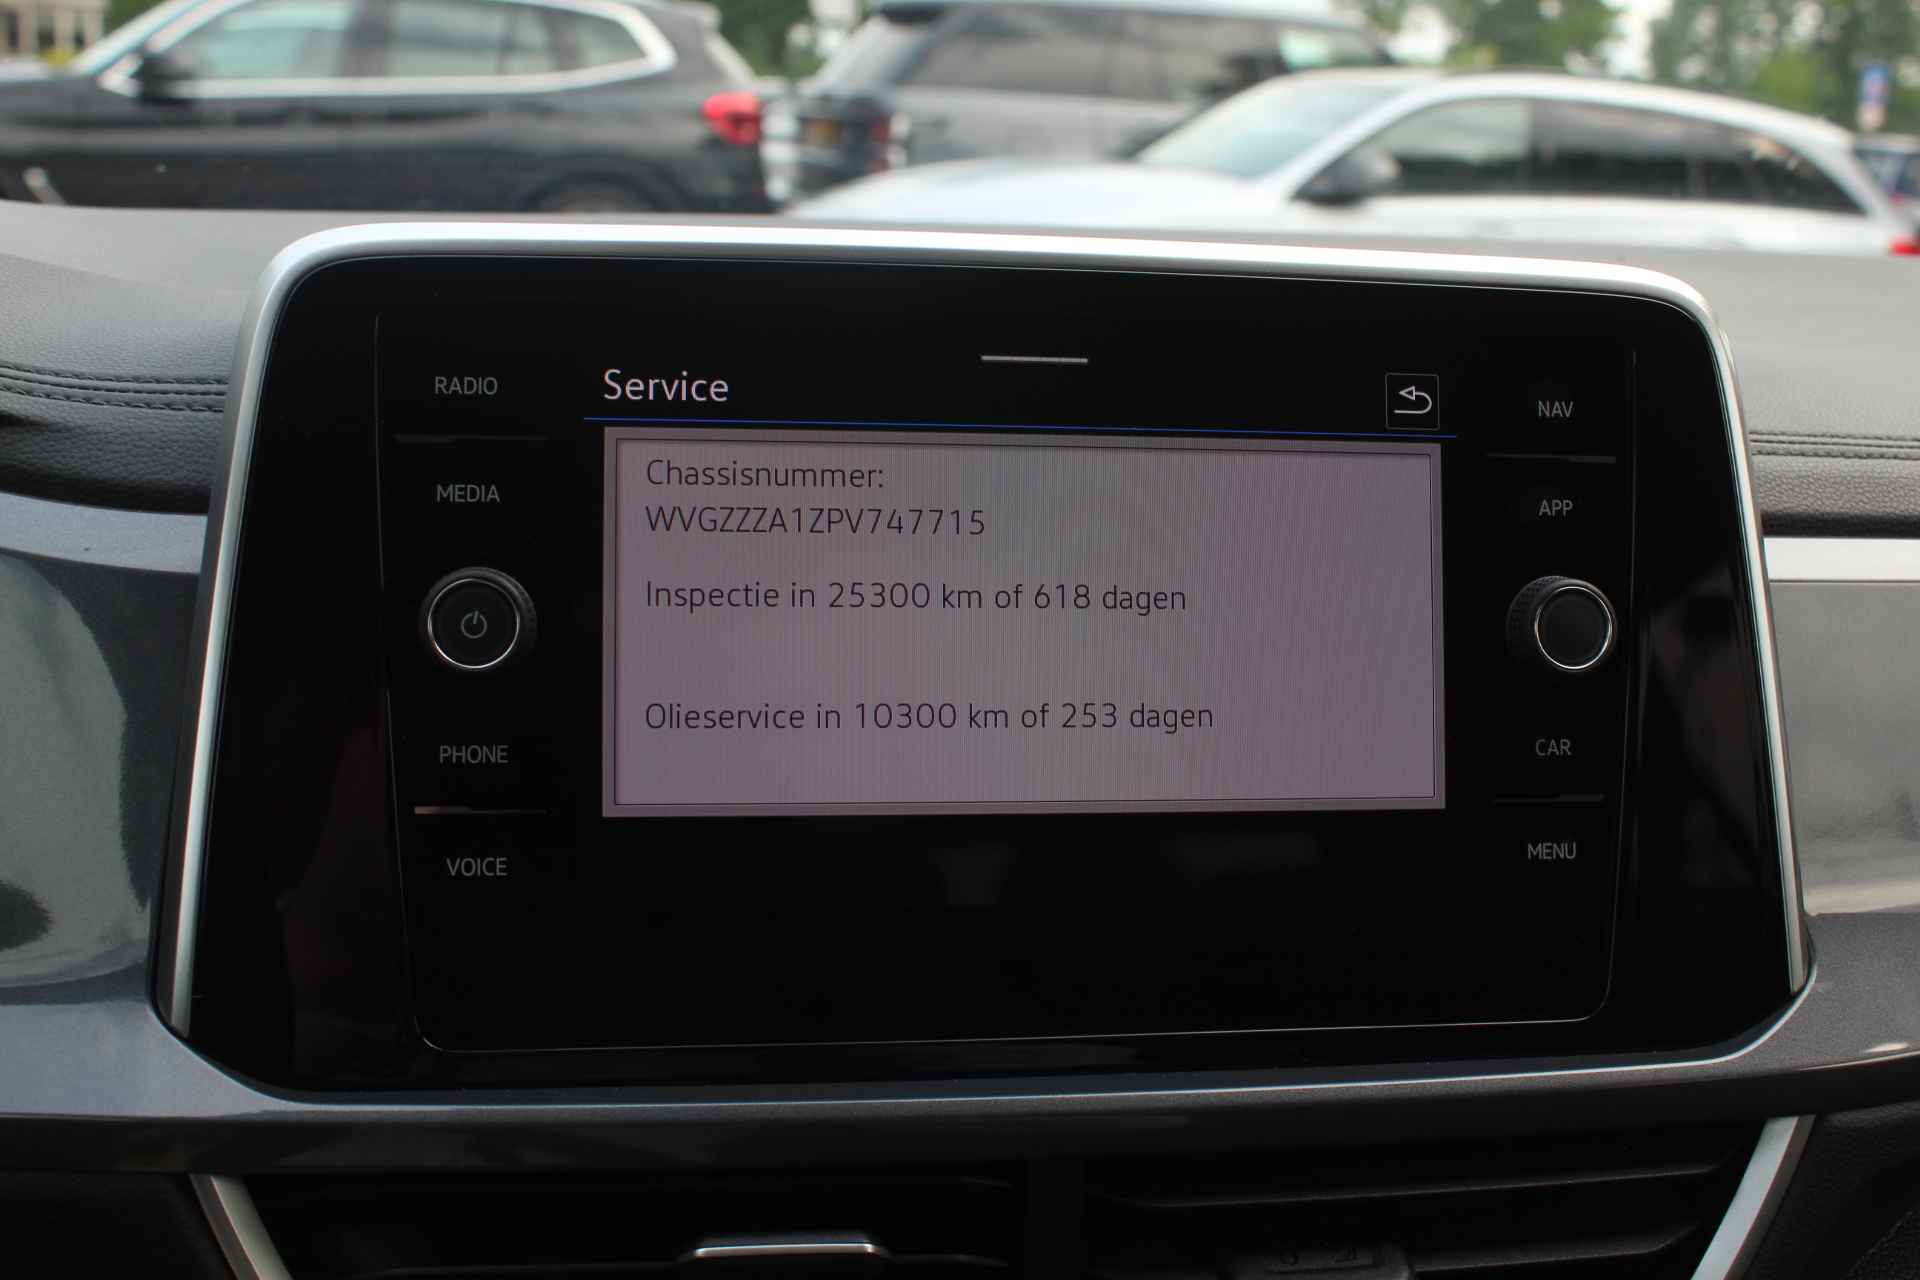 RADIO
MEDIA
PHONE
VOICE
Service
Chassisnummer:
WVGZZZA1ZPV747715
Inspectie in 25300 km of 618 dagen
Olieservice in 10300 km of 253 dagen
NAV
APP
CAR
MENU